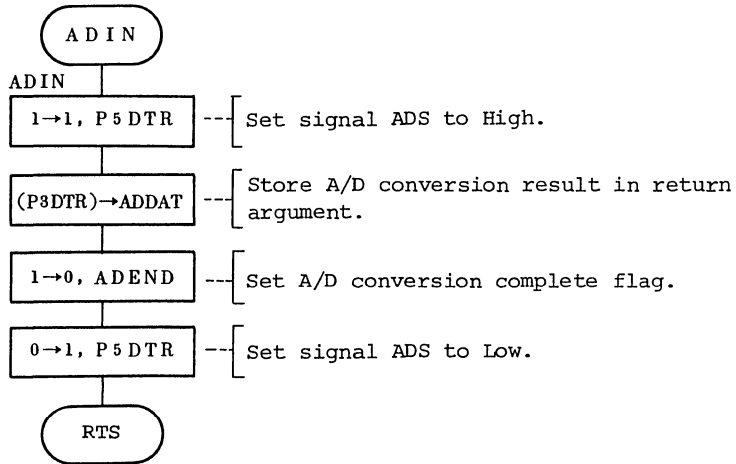 ADIN
ADIN
1→1, P5DTR
Set signal ADS to High.
(P3DTR)→ADDAT
Store A/D conversion result in return
argument.
1→0, ADEND
Set A/D conversion complete flag.
0→1, P5DTR
Set signal ADS to Low.
RTS